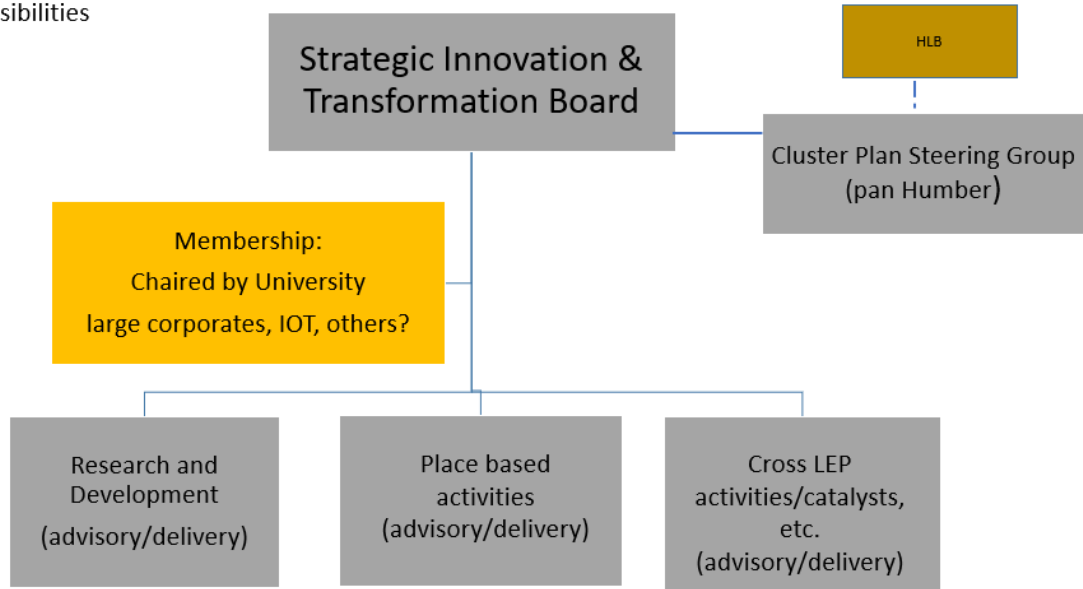 sibilities
Strategic Innovation &
Transformation Board
HLB
Cluster Plan Steering Group
(pan Humber)
Membership:
Chaired by University
large corporates, IOT, others?
Research and
Development
(advisory/delivery)
Place based
activities
(advisory/delivery)
Cross LEP
activities/catalysts,
etc.
(advisory/delivery)